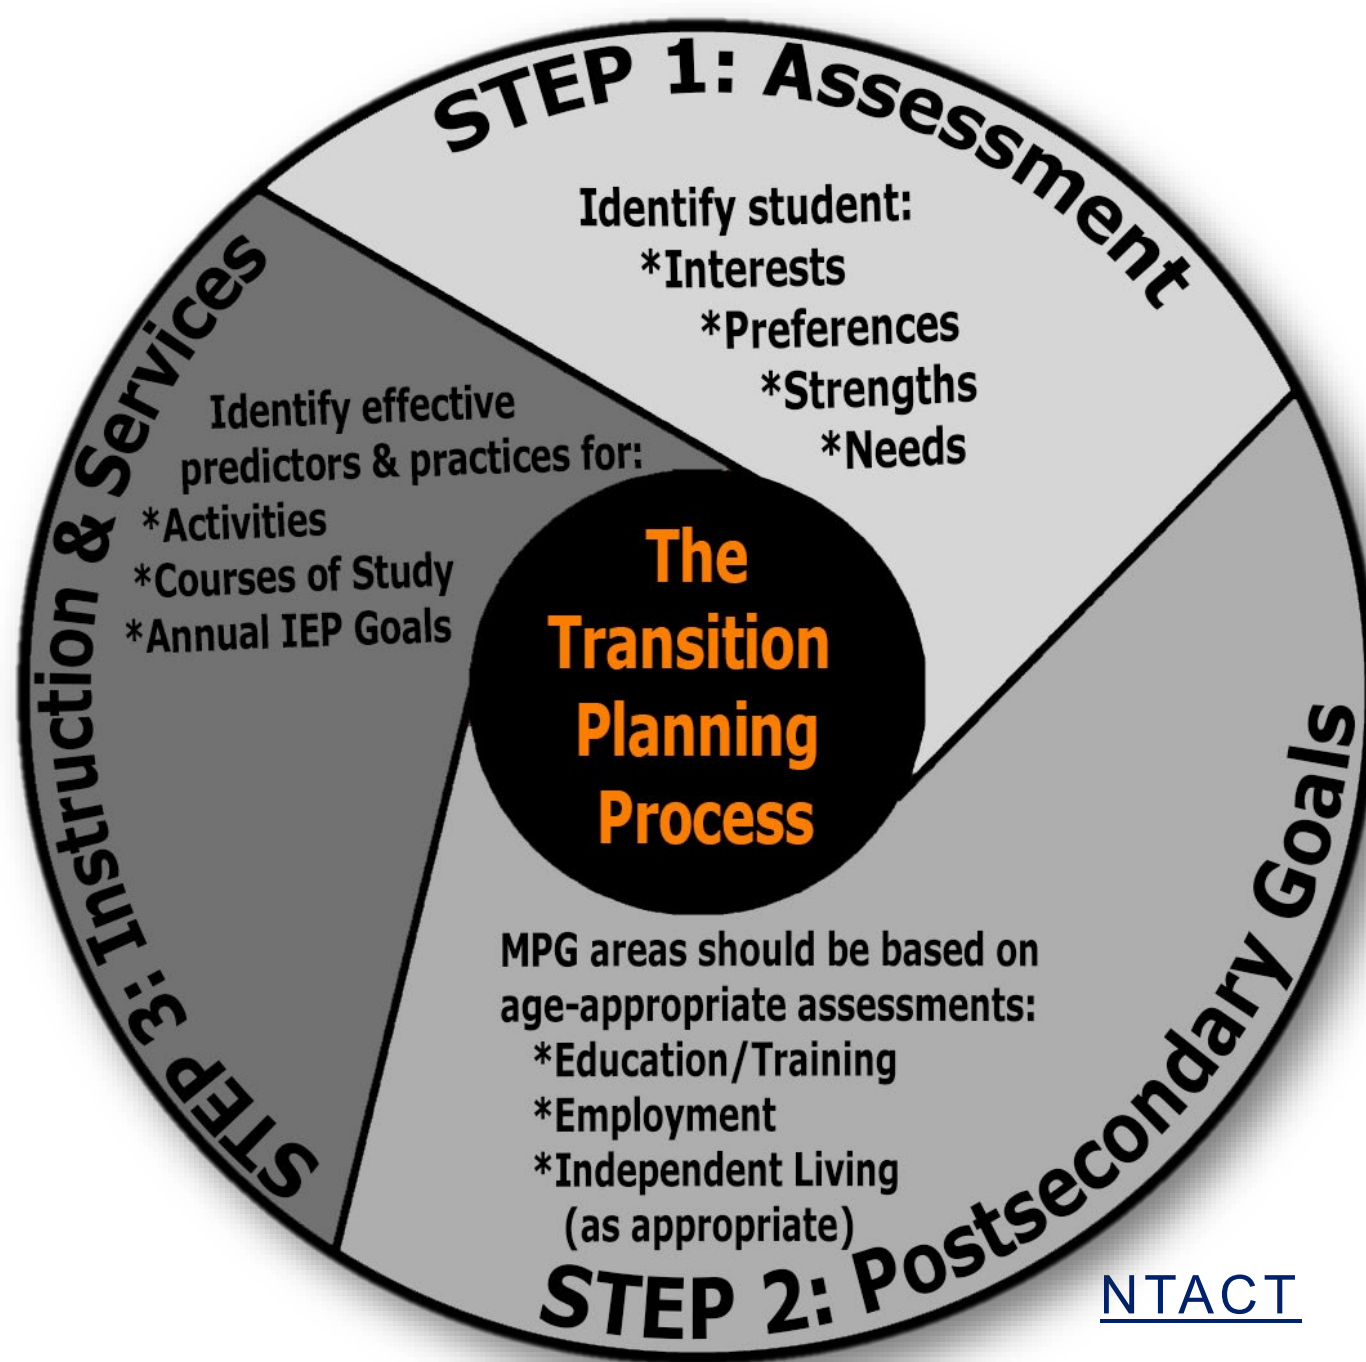 STEP 1: Assessment
Identify student:
*Interests
*Preferences
*Strengths
*Needs
The
Transition
Planning
Process
STEP 2: Postsecondary Goals
MPG areas should be based on
age-appropriate assessments:
*Education/Training
*Employment
*Independent Living
(as appropriate)
STEP 3: Instruction & Services
Identify effective
predictors & practices for:
*Activities
*Courses of Study
*Annual IEP Goals
NTACT